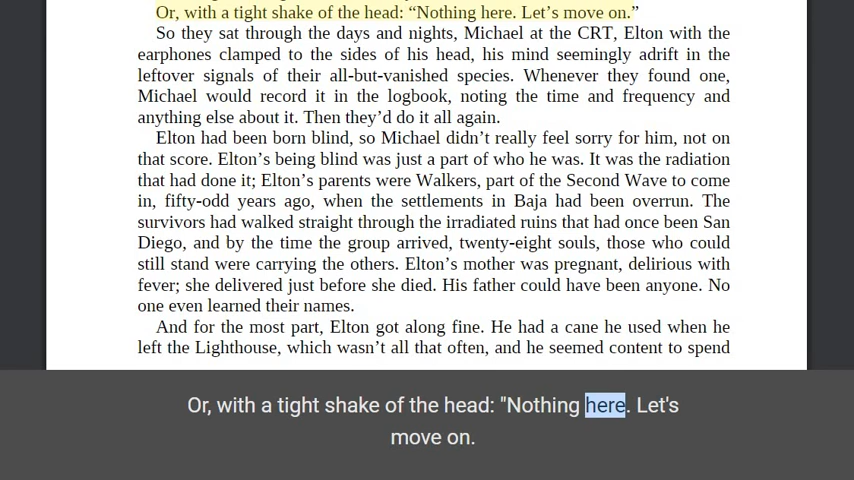 Or, with a tight shake of the head: “Nothing here. Let’s move on.”
So they sat through the days and nights, Michael at the CRT, Elton with the
earphones clamped to the sides of his head, his mind seemingly adrift in the
leftover signals of their all-but-vanished species. Whenever they found one,
Michael would record it in the logbook, noting the time and frequency and
anything else about it. Then they’d do it all again.
Elton had been born blind, so Michael didn’t really feel sorry for him, not on
that score. Elton’s being blind was just a part of who he was. It was the radiation
that had done it; Elton’s parents were Walkers, part of the Second Wave to come
in, fifty-odd years ago, when the settlements in Baja had been overrun. The
survivors had walked straight through the irradiated ruins that had once been San
Diego, and by the time the group arrived, twenty-eight souls, those who could
still stand were carrying the others. Elton’s mother was pregnant, delirious with
fever; she delivered just before she died. His father could have been anyone. No
one even learned their names.
And for the most part, Elton got along fine. He had a cane he used when he
left the Lighthouse, which wasn’t all that often, and he seemed content to spend
Or, with a tight shake of the head: "Nothing here. Let's
move on.